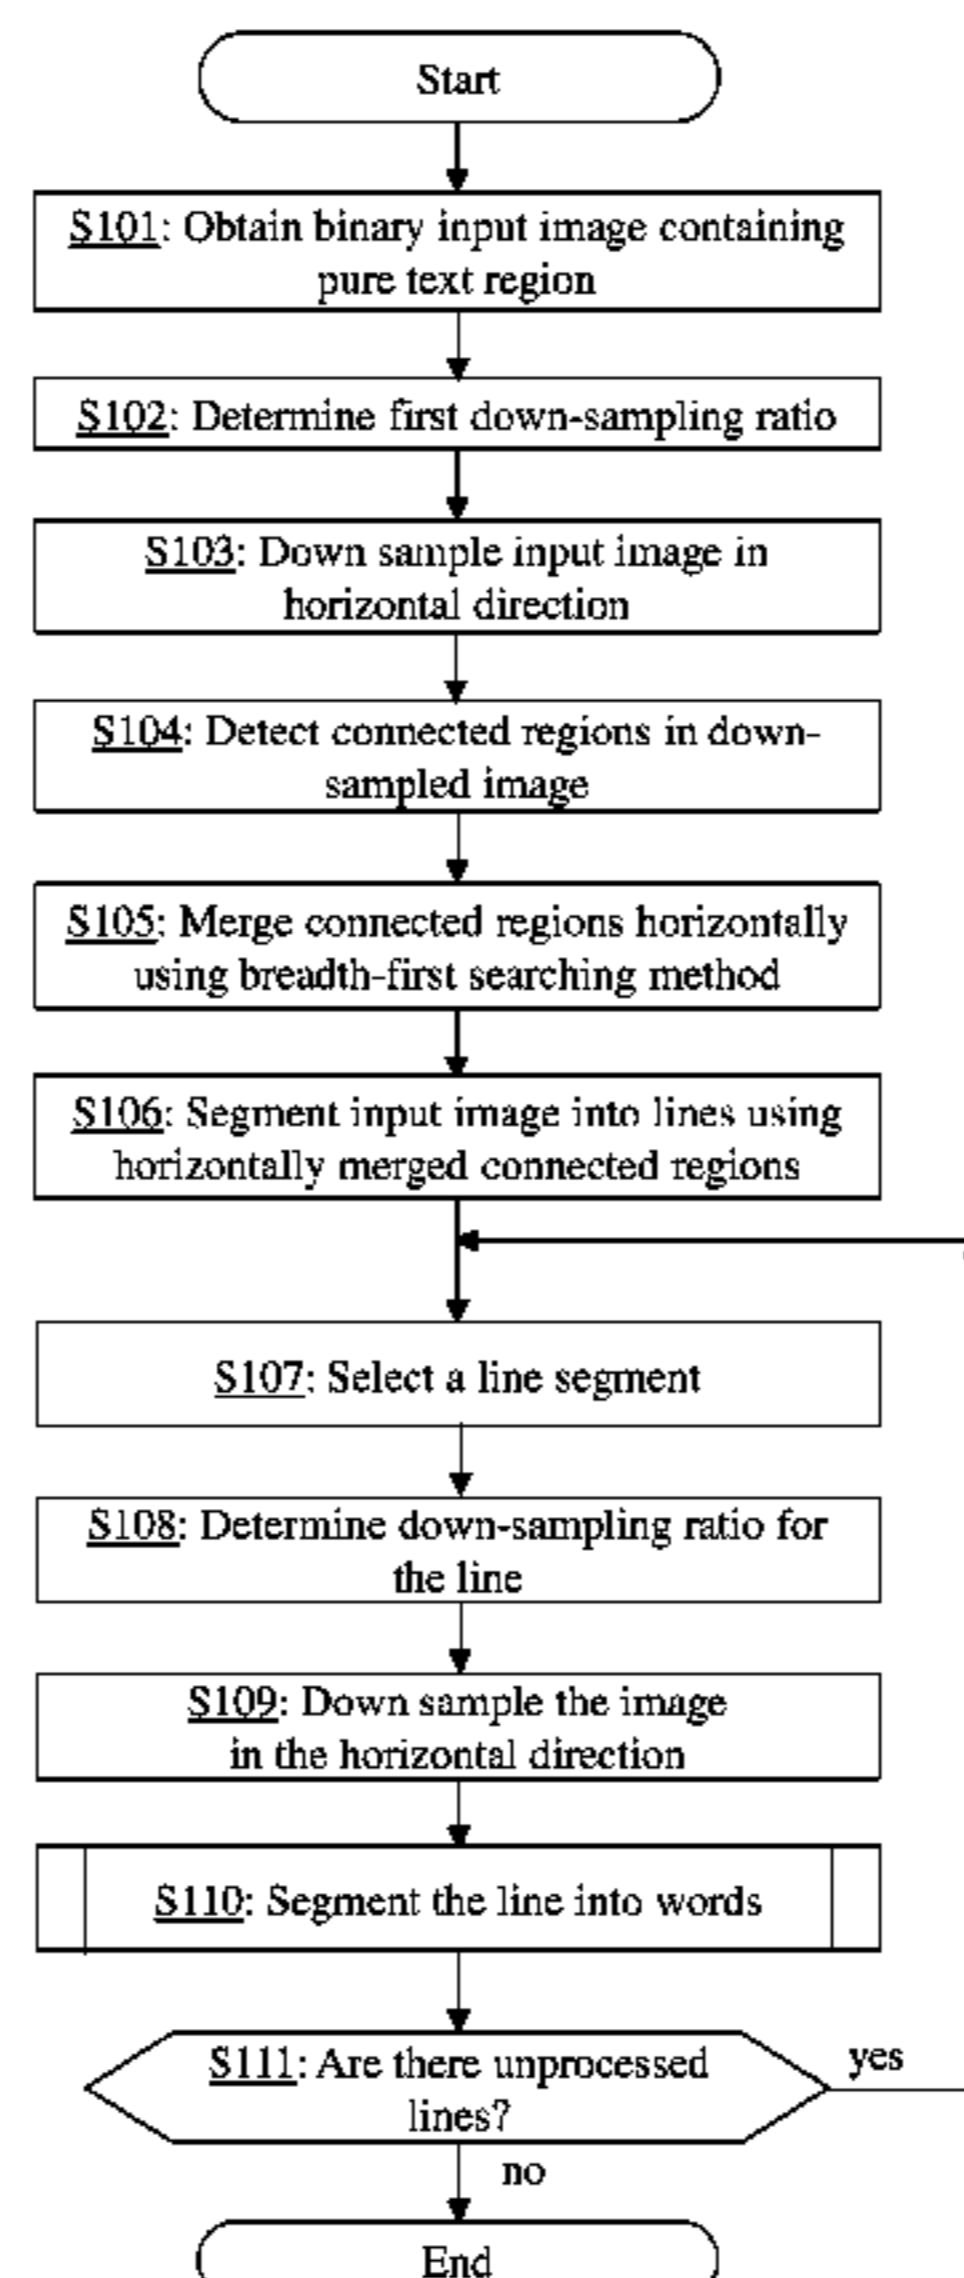 Start
S101: Obtain binary input image containing
pure text region
S102: Determine first down-sampling ratio
S103: Down sample input image in
horizontal direction
S104: Detect connected regions in down-
sampled image
S105: Merge connected regions horizontally
using breadth-first searching method
S106: Segment input image into lines using
horizontally merged connected regions
S107: Select a line segment
S108: Determine down-sampling ratio for
the line
S109: Down sample the image
in the horizontal direction
S110: Segment the line into words
S111: Are there unprocessed
lines?
yes
no
End